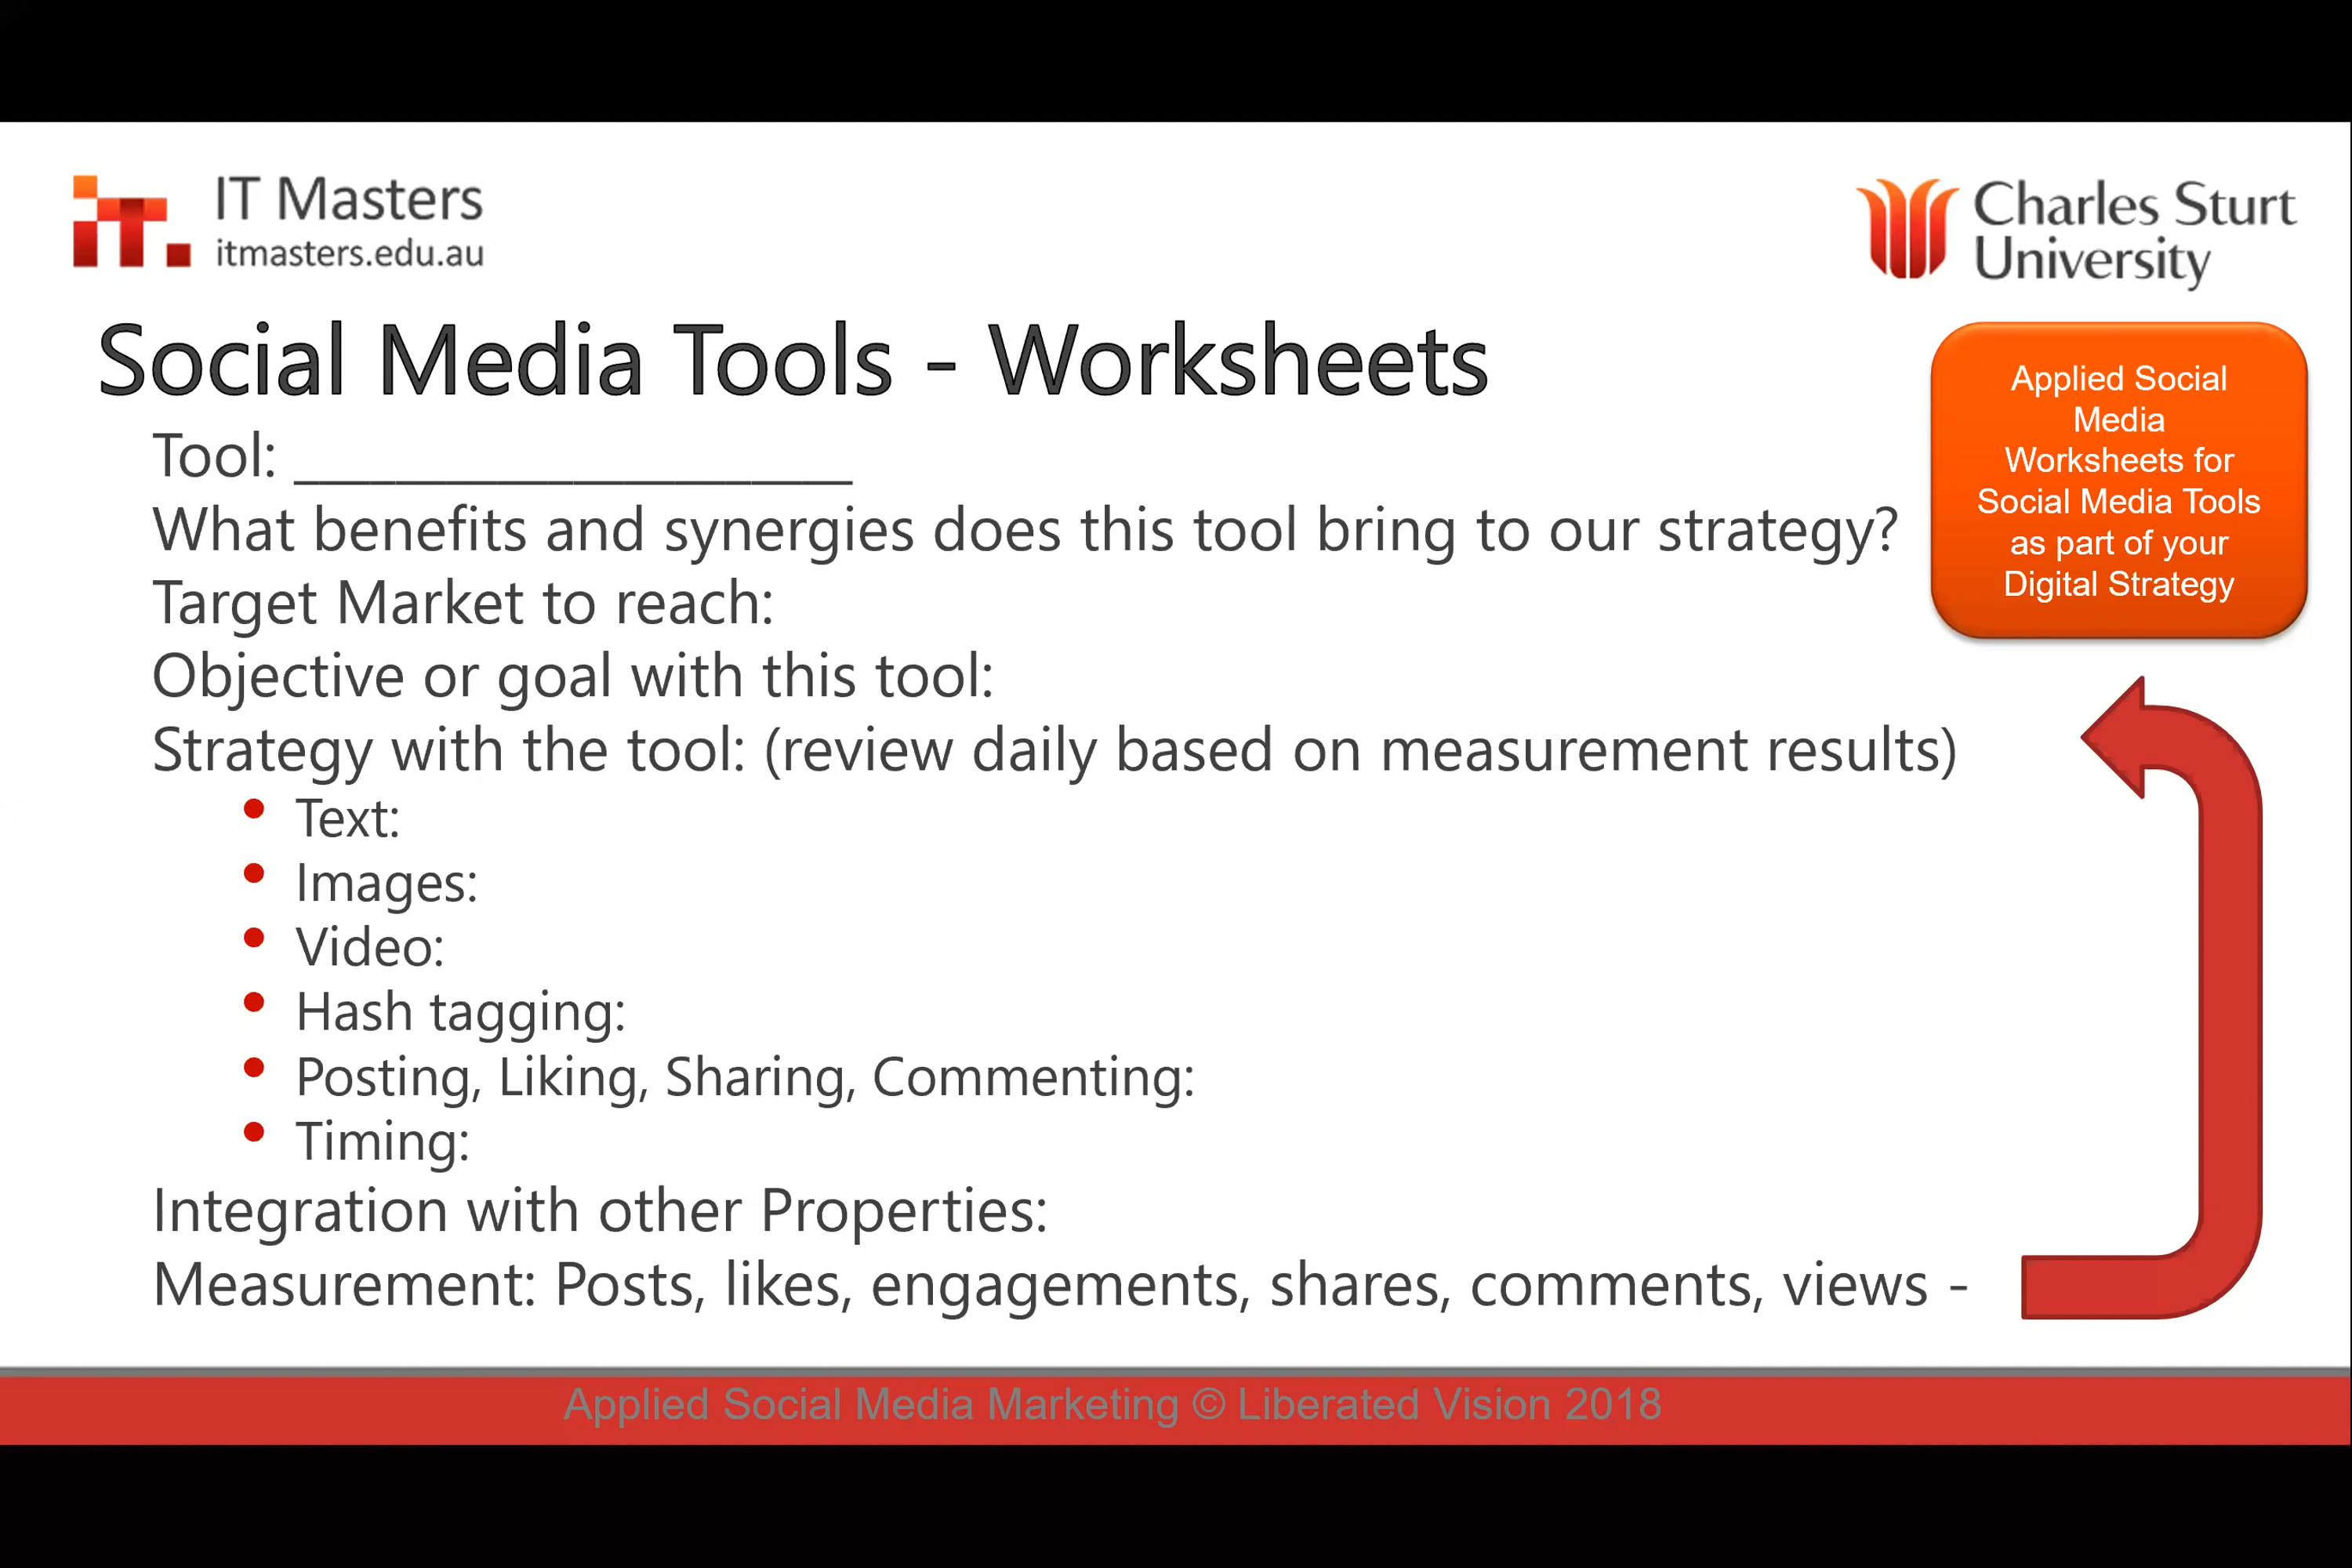 IT Masters
itmasters.edu.au
Charles Sturt
University
Social Media Tools - Worksheets
Tool: ____________________
What benefits and synergies does this tool bring to our strategy?
Target Market to reach:
Objective or goal with this tool:
Strategy with the tool: (review daily based on measurement results)
• Text:
• Images:
• Video:
• Hash tagging:
• Posting, Liking, Sharing, Commenting:
• Timing:
Integration with other Properties:
Measurement: Posts, likes, engagements, shares, comments, views -
Applied Social
Media
Worksheets for
Social Media Tools
as part of your
Digital Strategy
Applied Social Media Marketing © Liberated Vision 2018